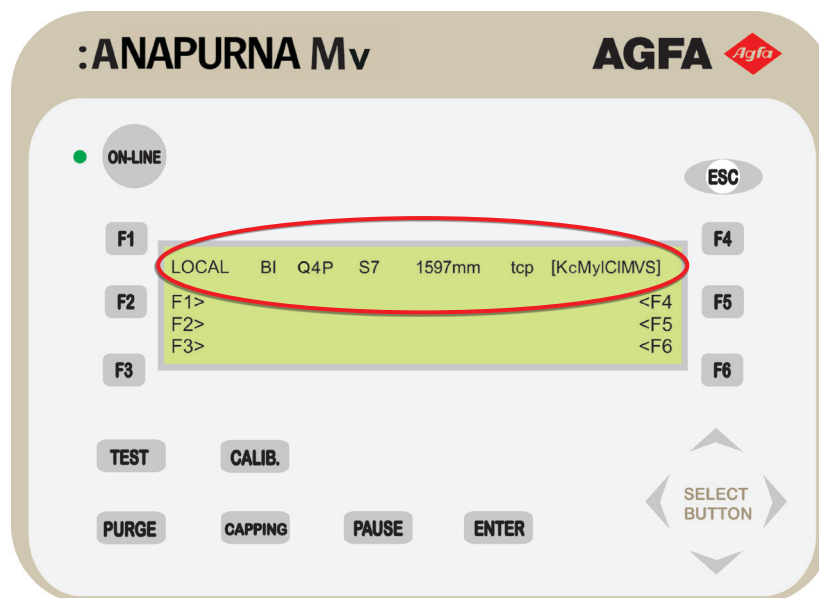 :ANAPURNA Mv
AGFA Agfa
ON-LINE
ESC
F1
F4
LOCAL BI Q4P S7 1597mm tcp [KcMylClMVS]
F2
F1> <F4
F5
F2> <F5
F3> <F6
F3
F6
TEST CALIB.
SELECT
BUTTON
PURGE CAPPING PAUSE ENTER